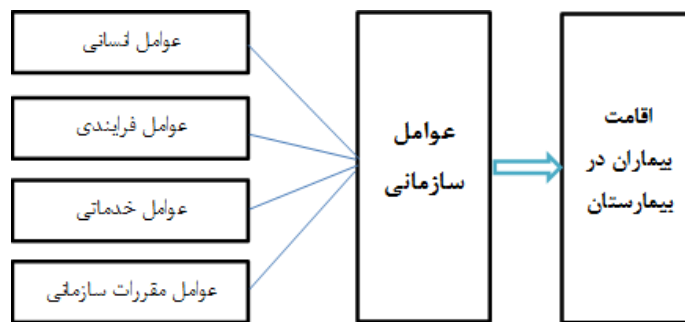 عوامل انسانی
عوامل فرایندی
عوامل خدماتی
عوامل مقررات سازمانی
عوامل
سازمانی
اقامت
بیماران در
بیمارستان